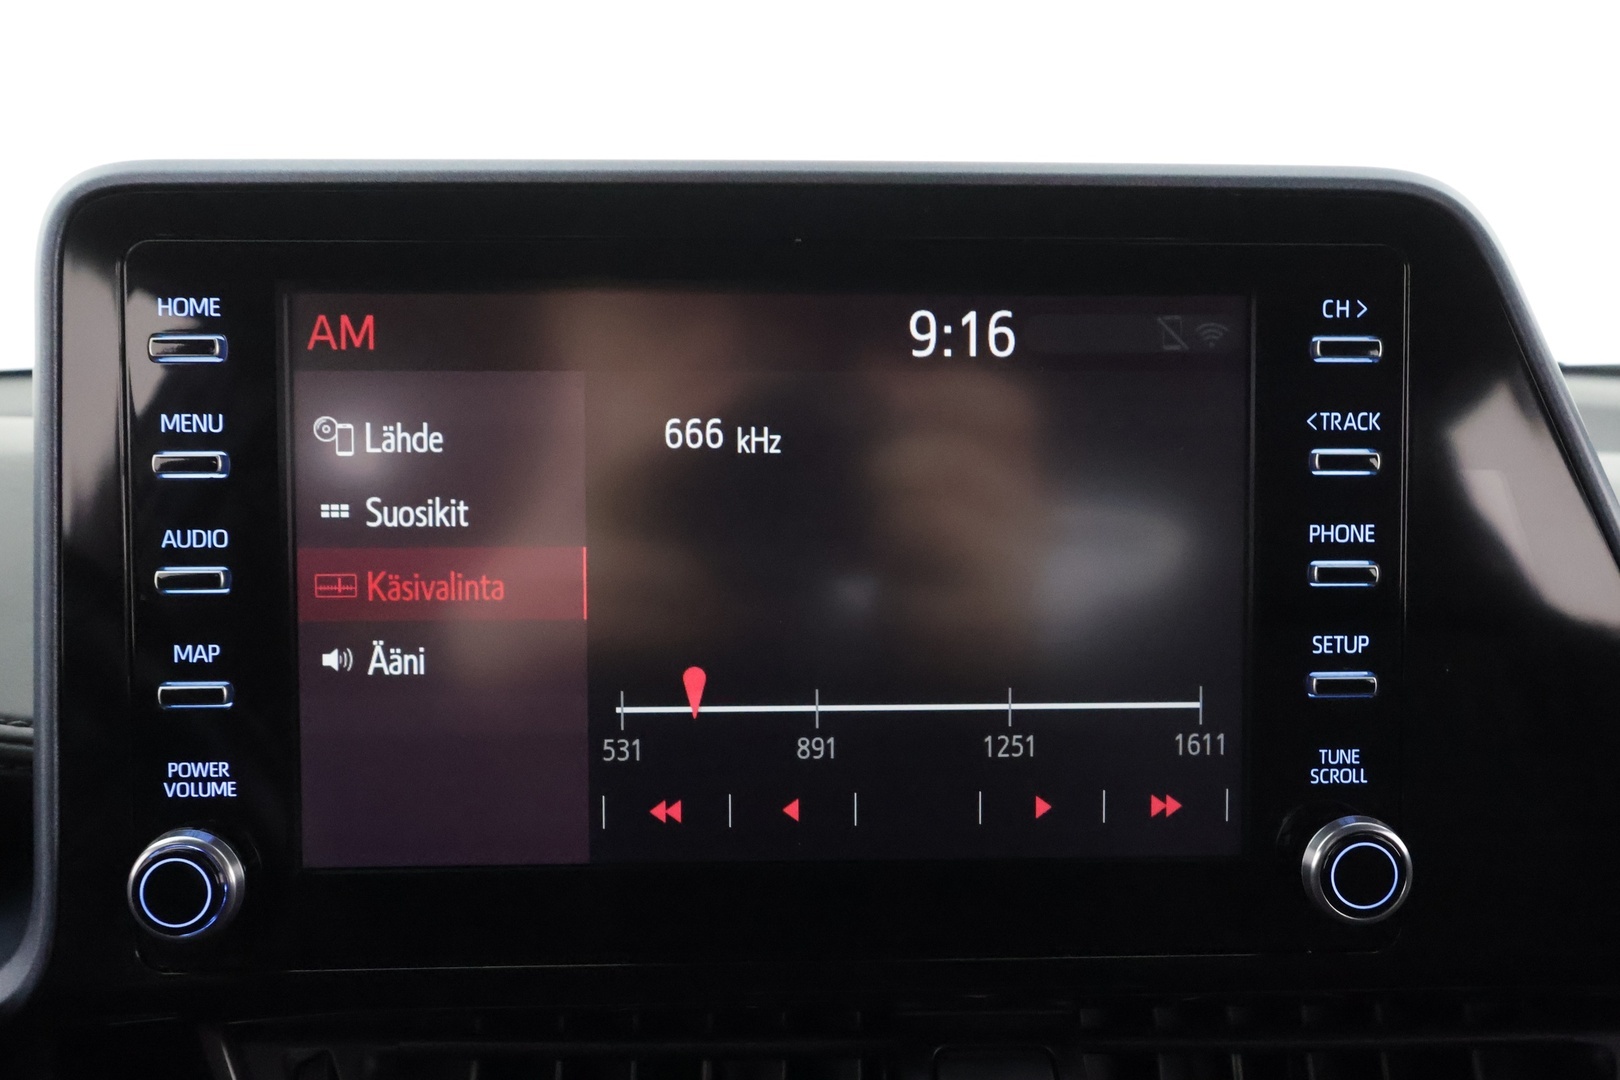 HOME
MENU
AUDIO
MAP
POWER
VOLUME
AM
9:16
Lähde
Suosikit
Käsivalinta
Ääni
666 kHz
531 891 1251 1611
CH >
<TRACK
PHONE
SETUP
TUNE
SCROLL